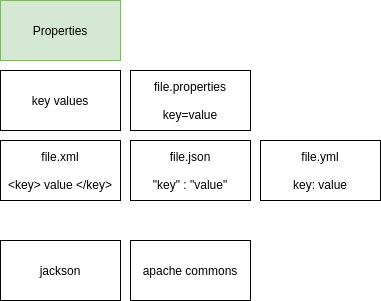 Properties
key values
file.properties
key=value
file.xml
<key> value </key>
file.json
"key" : "value"
file.yml
key: value
jackson
apache commons